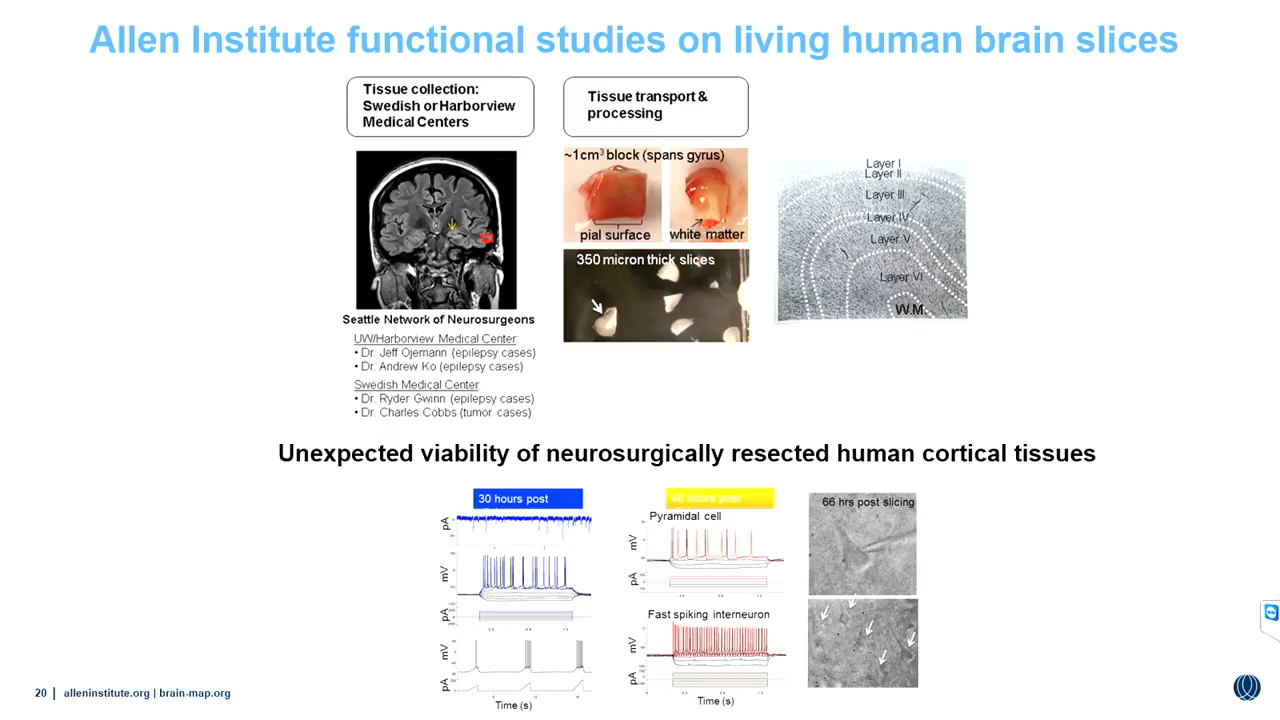 Allen Institute functional studies on living human brain slices
Tissue collection:
Swedish or Harborview
Medical Centers
Tissue transport &
processing
~1cm³ block (spans gyrus)
pial surface
white matter
350 micron thick slices
Layer I
Layer II
Layer III
Layer IV
Layer V
Layer VI
W.M.
Seattle Network of Neurosurgeons
UW/Harborview Medical Center
• Dr. Jeff Ojemann (epilepsy cases)
• Dr. Andrew Ko (epilepsy cases)
Swedish Medical Center
• Dr. Ryder Gwinn (epilepsy cases)
• Dr. Charles Cobbs (tumor cases)
Unexpected viability of neurosurgically resected human cortical tissues
30 hours post
pA
mV
pA
mV
pA
Time (s)
48 hours post
Pyramidal cell
mV
pA
Fast spiking interneuron
mV
pA
Time (s)
66 hrs post slicing
20 | alleninstitute.org | brain-map.org